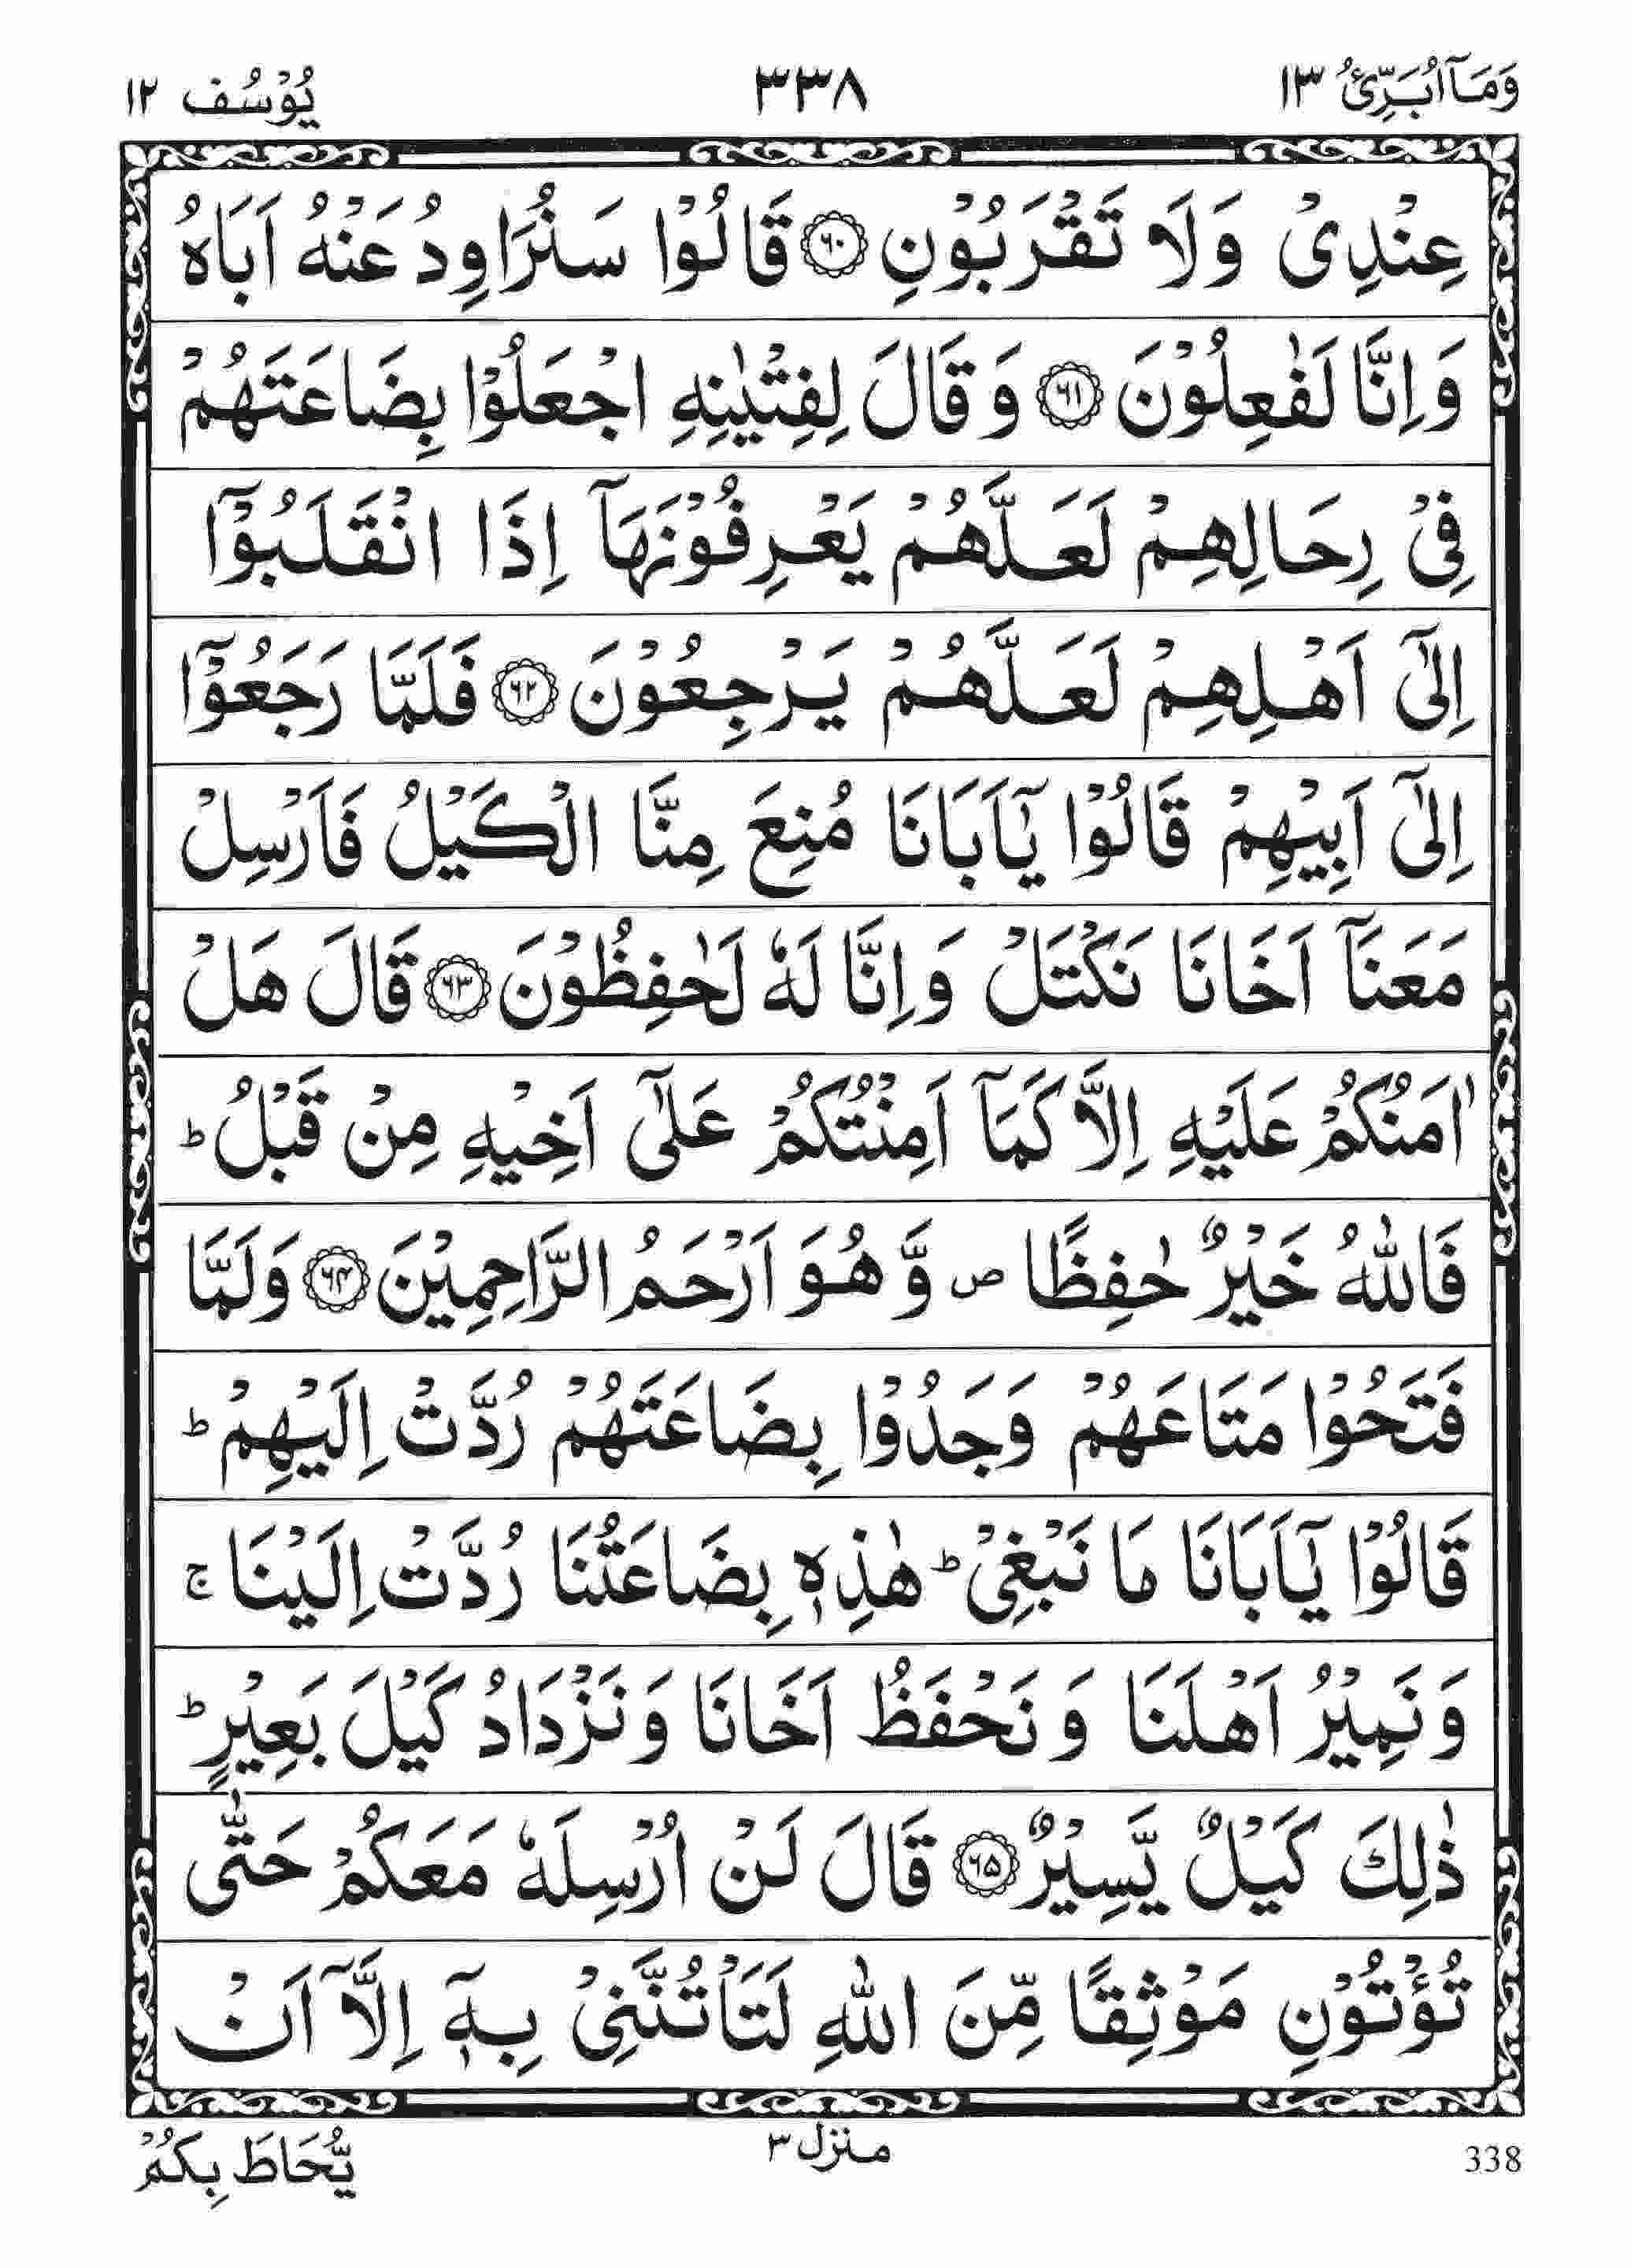 وَمَآ اُبَرِّئُ ١٣
٣٣٨
يُوْسُف ١٢
عِنْدِيْ وَلَا تَقْرَبُوْنِ ﴿٦٠﴾ قَالُوْا سَنُرَاوِدُ عَنْهُ اَبَاهُ
وَاِنَّا لَفٰعِلُوْنَ ﴿٦١﴾ وَقَالَ لِفِتْيٰنِهِ اجْعَلُوْا بِضَاعَتَهُمْ
فِيْ رِحَالِهِمْ لَعَلَّهُمْ يَعْرِفُوْنَهَآ اِذَا انْقَلَبُوْٓا
اِلٰٓى اَهْلِهِمْ لَعَلَّهُمْ يَرْجِعُوْنَ ﴿٦٢﴾ فَلَمَّا رَجَعُوْٓا
اِلٰٓى اَبِيْهِمْ قَالُوْا يٰٓاَبَانَا مُنِعَ مِنَّا الْكَيْلُ فَاَرْسِلْ
مَعَنَآ اَخَانَا نَكْتَلْ وَاِنَّا لَهٗ لَحٰفِظُوْنَ ﴿٦٣﴾ قَالَ هَلْ
اٰمَنُكُمْ عَلَيْهِ اِلَّا كَمَآ اَمِنْتُكُمْ عَلٰٓى اَخِيْهِ مِنْ قَبْلُ ؕ
فَاللّٰهُ خَيْرٌ حٰفِظًا ص وَّهُوَ اَرْحَمُ الرَّاحِمِيْنَ ﴿٦٤﴾ وَلَمَّا
فَتَحُوْا مَتَاعَهُمْ وَجَدُوْا بِضَاعَتَهُمْ رُدَّتْ اِلَيْهِمْ ؕ
قَالُوْا يٰٓاَبَانَا مَا نَبْغِيْ ؕ هٰذِهٖ بِضَاعَتُنَا رُدَّتْ اِلَيْنَا ج
وَنَمِيْرُ اَهْلَنَا وَنَحْفَظُ اَخَانَا وَنَزْدَادُ كَيْلَ بَعِيْرٍ ؕ
ذٰلِكَ كَيْلٌ يَّسِيْرٌ ﴿٦٥﴾ قَالَ لَنْ اُرْسِلَهٗ مَعَكُمْ حَتّٰى
تُؤْتُوْنِ مَوْثِقًا مِّنَ اللّٰهِ لَتَاْتُنَّنِيْ بِهٖٓ اِلَّآ اَنْ
338
منزل ٣
يُّحَاطَ بِكُمْ